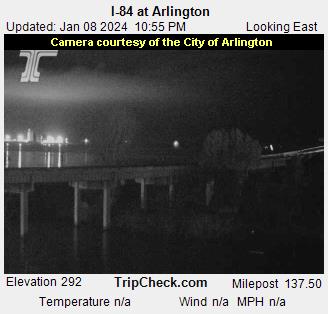 I-84 at Arlington
Updated: Jan 08 2024 10:55 PM Looking East
Camera courtesy of the City of Arlington
Elevation 292 TripCheck.com Milepost 137.50
Temperature n/a Wind n/a MPH n/a